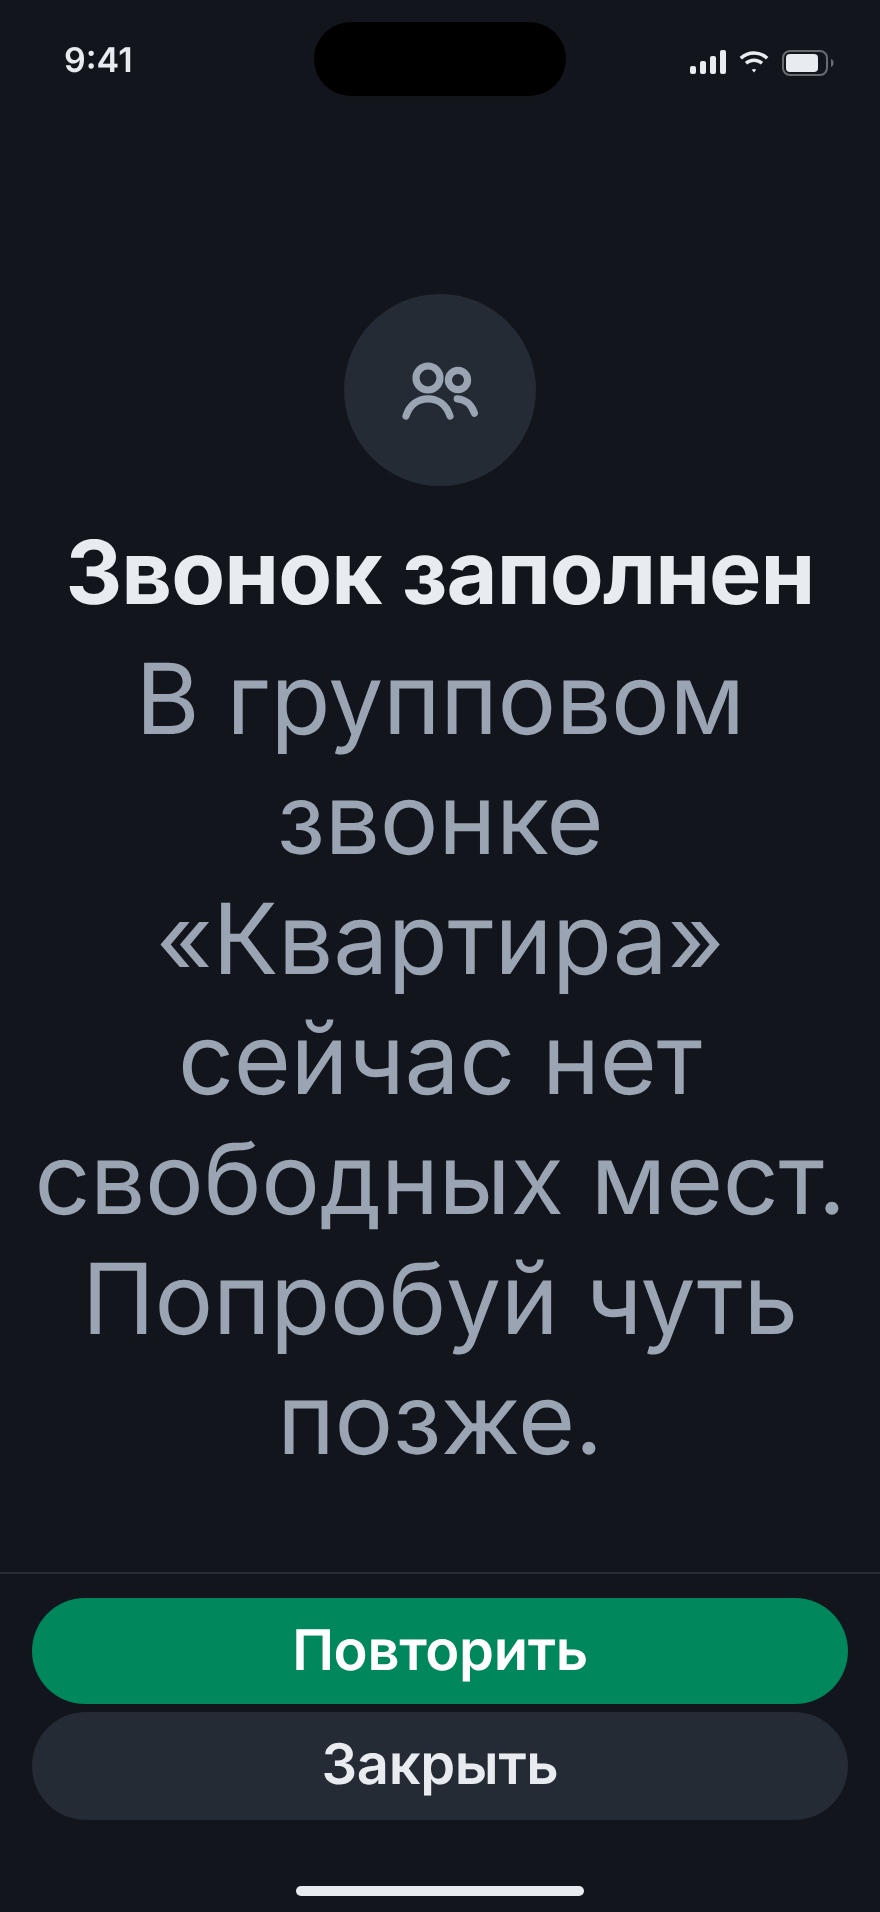 9:41
Звонок заполнен
В групповом
звонке
«Квартира»
сейчас нет
свободных мест.
Попробуй чуть
позже.
Повторить
Закрыть